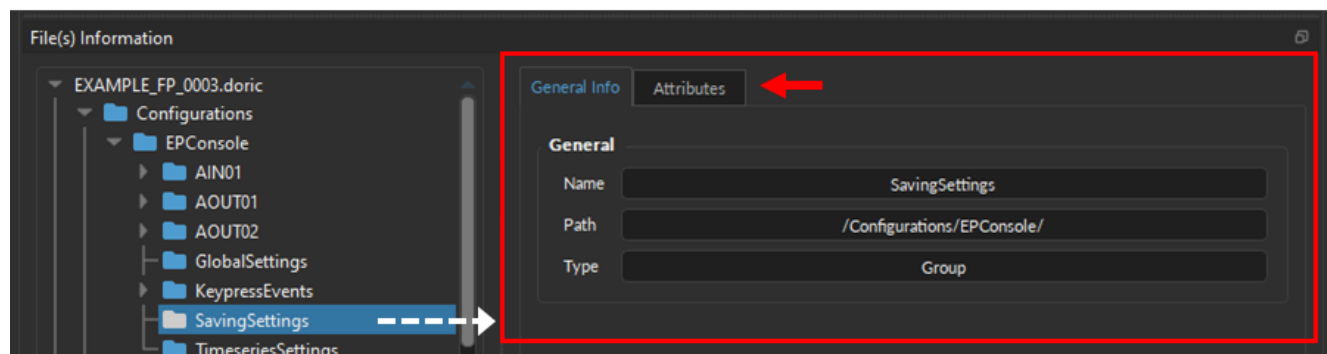 File(s) Information
EXAMPLE_FP_0003.doric
Configurations
EPConsole
AIN01
AOUT01
AOUT02
GlobalSettings
KeypressEvents
SavingSettings
TimeseriesSettings
General Info Attributes
General
Name SavingSettings
Path /Configurations/EPConsole/
Type Group